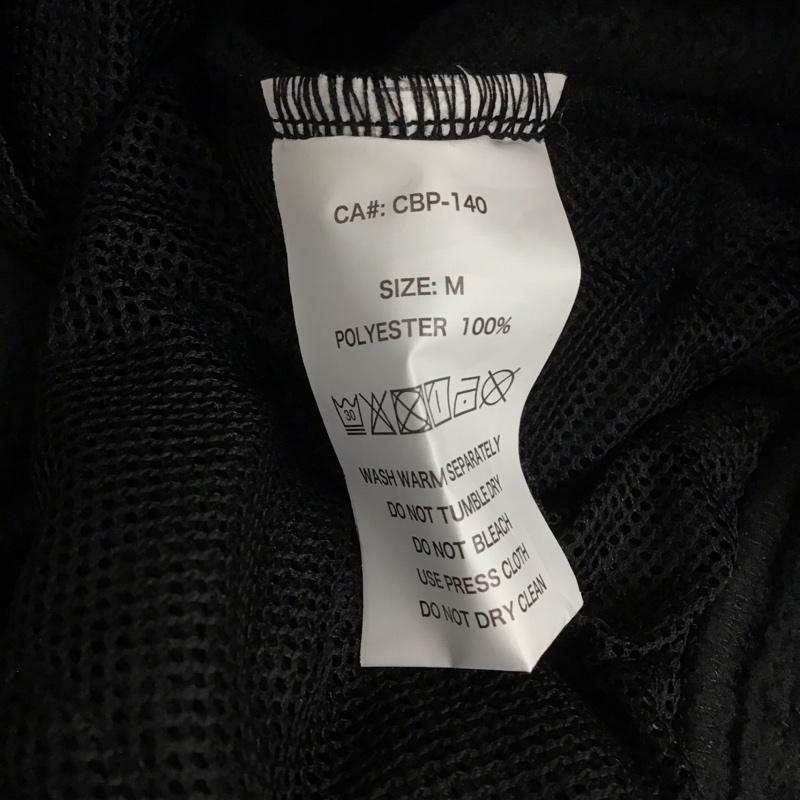 CA#: CBP-140
SIZE: M
POLYESTER 100%
30
WASH WARM SEPARATELY
DO NOT TUMBLE DRY
DO NOT BLEACH
USE PRESS CLOTH
DO NOT DRY CLEAN